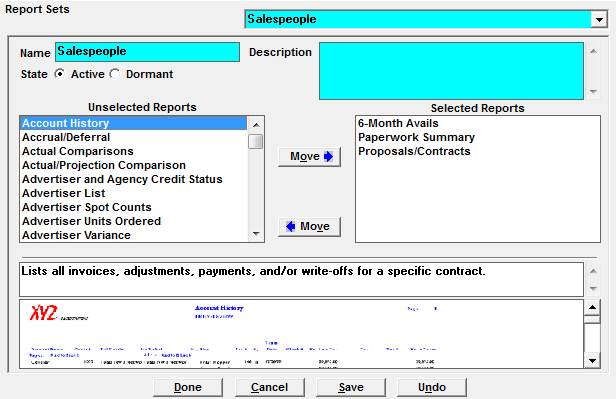 Report Sets
Salespeople
Name Salespeople Description
State Active Dormant
Unselected Reports Selected Reports
Account History
Accrual/Deferral
Actual Comparisons
Actual/Projection Comparison
Advertiser and Agency Credit Status
Advertiser List
Advertiser Spot Counts
Advertiser Units Ordered
Advertiser Variance
Move
Move
6-Month Avails
Paperwork Summary
Proposals/Contracts
Lists all invoices, adjustments, payments, and/or write-offs for a specific contract.
XYZ Account History
Done Cancel Save Undo